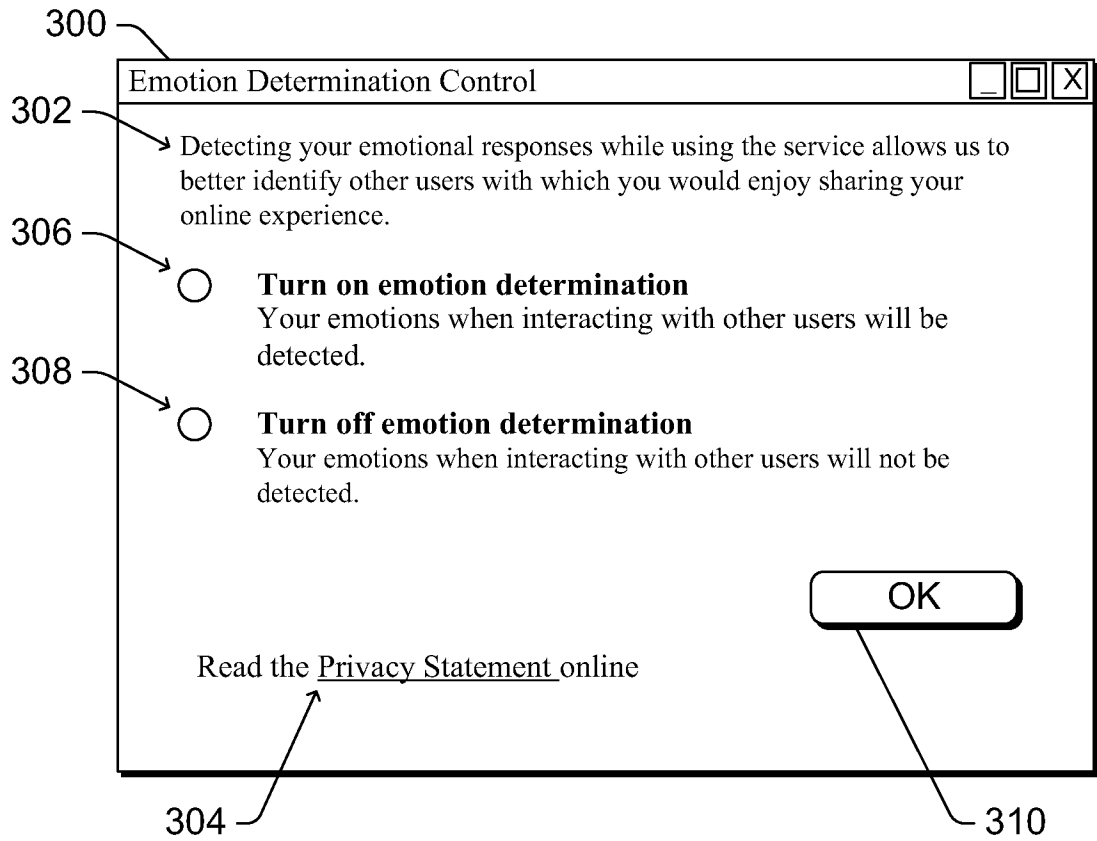 300
Emotion Determination Control
_ X
302
Detecting your emotional responses while using the service allows us to
better identify other users with which you would enjoy sharing your
online experience.
306
Turn on emotion determination
Your emotions when interacting with other users will be
detected.
308
Turn off emotion determination
Your emotions when interacting with other users will not be
detected.
OK
Read the Privacy Statement online
304
310